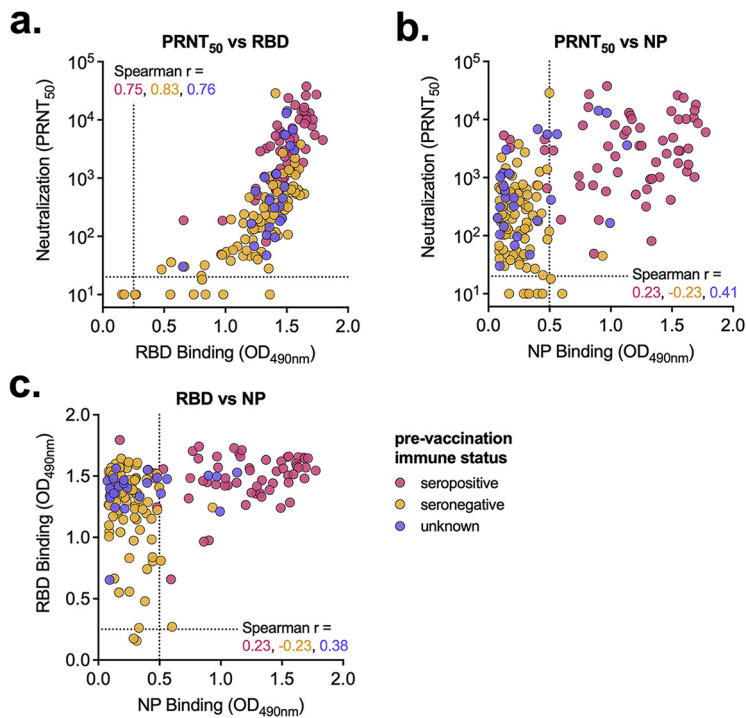 a.
PRNT50 vs RBD
Spearman r =
0.75, 0.83, 0.76
Neutralization (PRNT50)
10^5
10^4
10^3
10^2
10^1
0.0 0.5 1.0 1.5 2.0
RBD Binding (OD490nm)
b.
PRNT50 vs NP
Neutralization (PRNT50)
10^5
10^4
10^3
10^2
10^1
Spearman r =
0.23, -0.23, 0.41
0.0 0.5 1.0 1.5 2.0
NP Binding (OD490nm)
c.
RBD vs NP
RBD Binding (OD490nm)
2.0
1.5
1.0
0.5
0.0
Spearman r =
0.23, -0.23, 0.38
0.0 0.5 1.0 1.5 2.0
NP Binding (OD490nm)
pre-vaccination
immune status
seropositive
seronegative
unknown